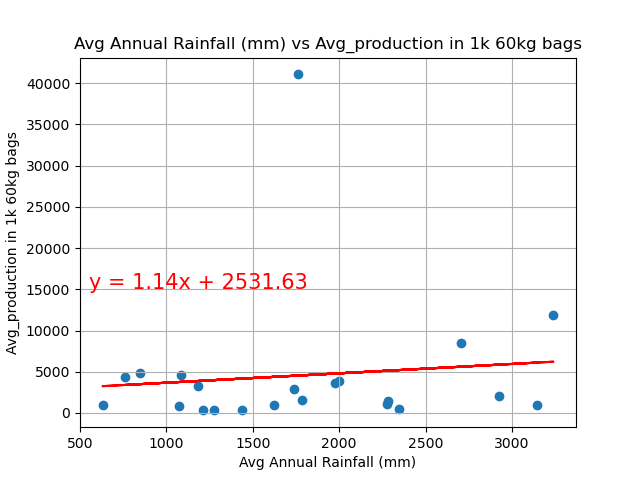 Avg Annual Rainfall (mm) vs Avg_production in 1k 60kg bags
40000
35000
30000
25000
20000
15000
10000
5000
0
Avg_production in 1k 60kg bags
y = 1.14x + 2531.63
500 1000 1500 2000 2500 3000
Avg Annual Rainfall (mm)